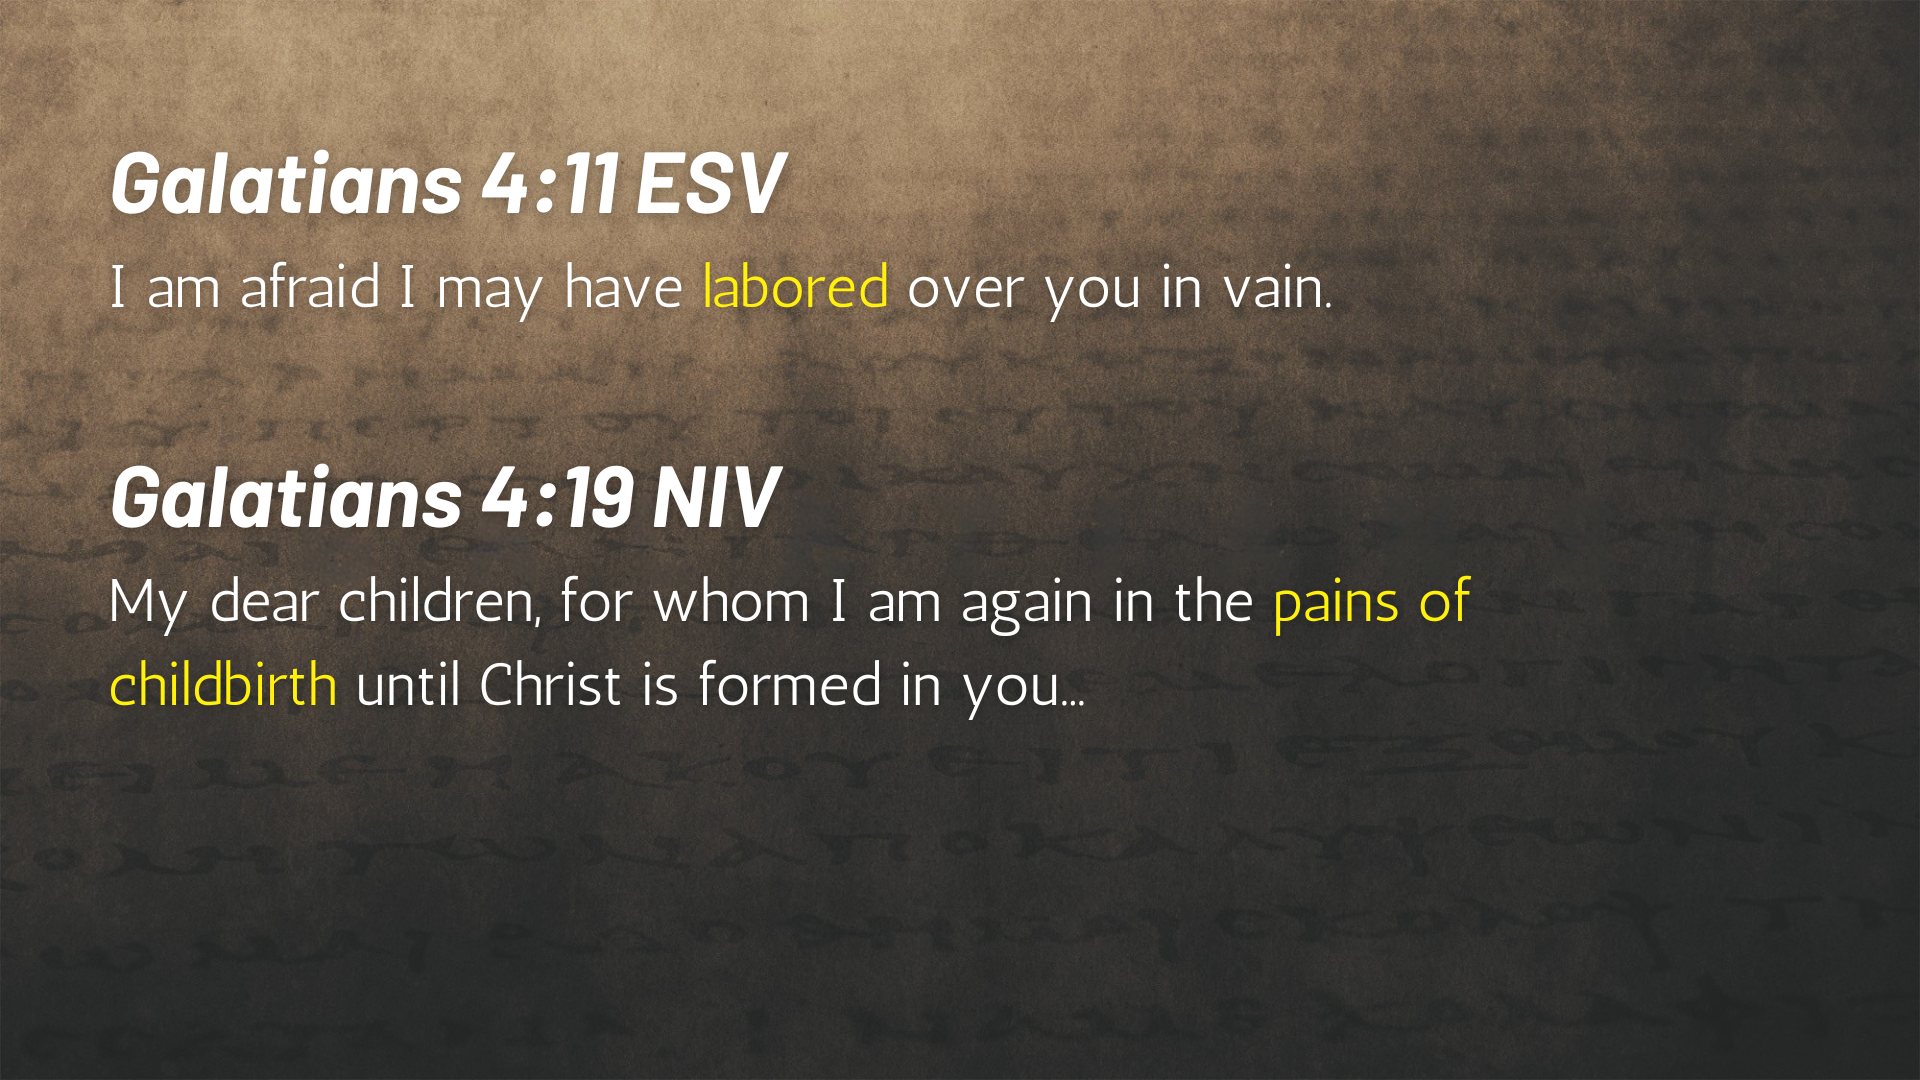 Galatians 4:11 ESV
I am afraid I may have labored over you in vain.
Galatians 4:19 NIV
My dear children, for whom I am again in the pains of
childbirth until Christ is formed in you...